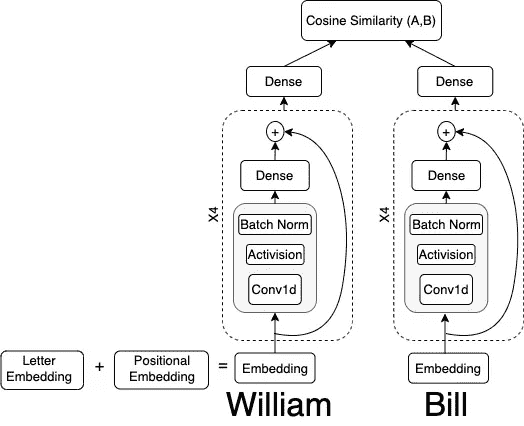 Cosine Similarity (A,B)
Dense Dense
+ +
Dense Dense
X4 X4
Batch Norm Batch Norm
Activision Activision
Conv1d Conv1d
Letter Embedding + Positional Embedding = Embedding Embedding
William Bill